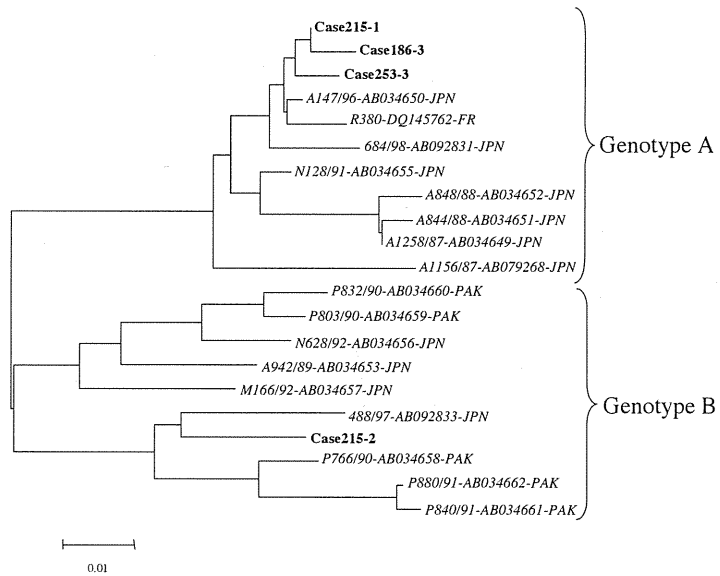 Case215-1
Case186-3
Case253-3
A147/96-AB034650-JPN
R380-DQ145762-FR
684/98-AB092831-JPN
N128/91-AB034655-JPN
A848/88-AB034652-JPN
A844/88-AB034651-JPN
A1258/87-AB034649-JPN
A1156/87-AB079268-JPN
Genotype A
P832/90-AB034660-PAK
P803/90-AB034659-PAK
N628/92-AB034656-JPN
A942/89-AB034653-JPN
M166/92-AB034657-JPN
488/97-AB092833-JPN
Case215-2
P766/90-AB034658-PAK
P880/91-AB034662-PAK
P840/91-AB034661-PAK
Genotype B
0.01